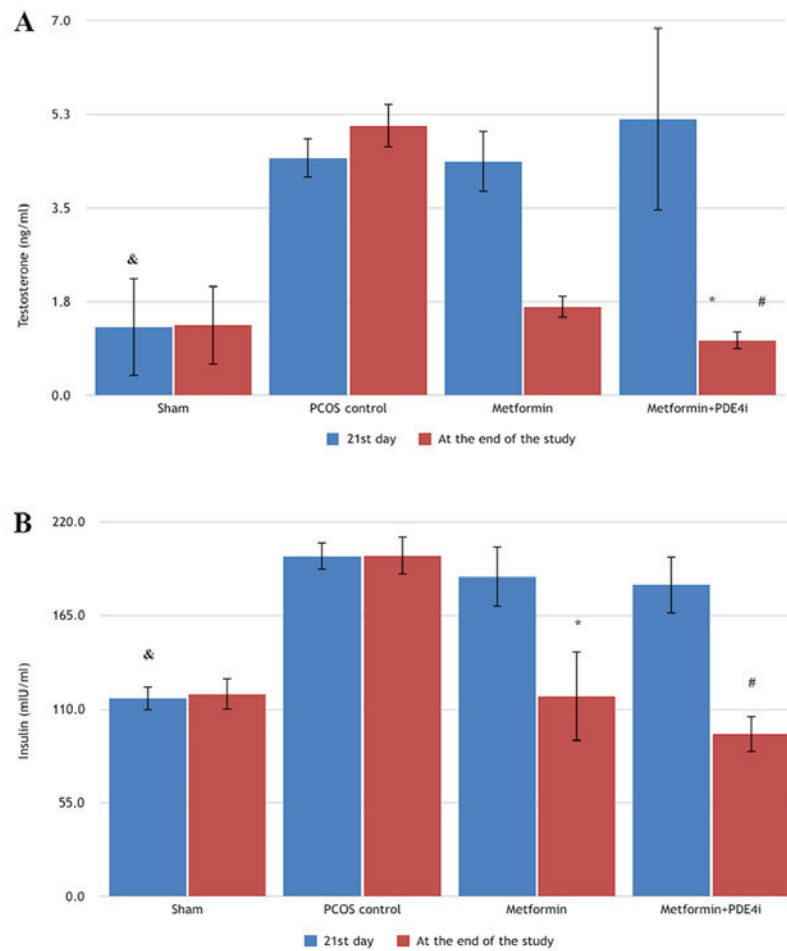 A
7.0
5.3
3.5
1.8
0.0
Testosterone (ng/ml)
&
* #
Sham PCOS control Metformin Metformin+PDE4i
21st day At the end of the study
B
220.0
165.0
110.0
55.0
0.0
Insulin (mIU/ml)
&
*
#
Sham PCOS control Metformin Metformin+PDE4i
21st day At the end of the study